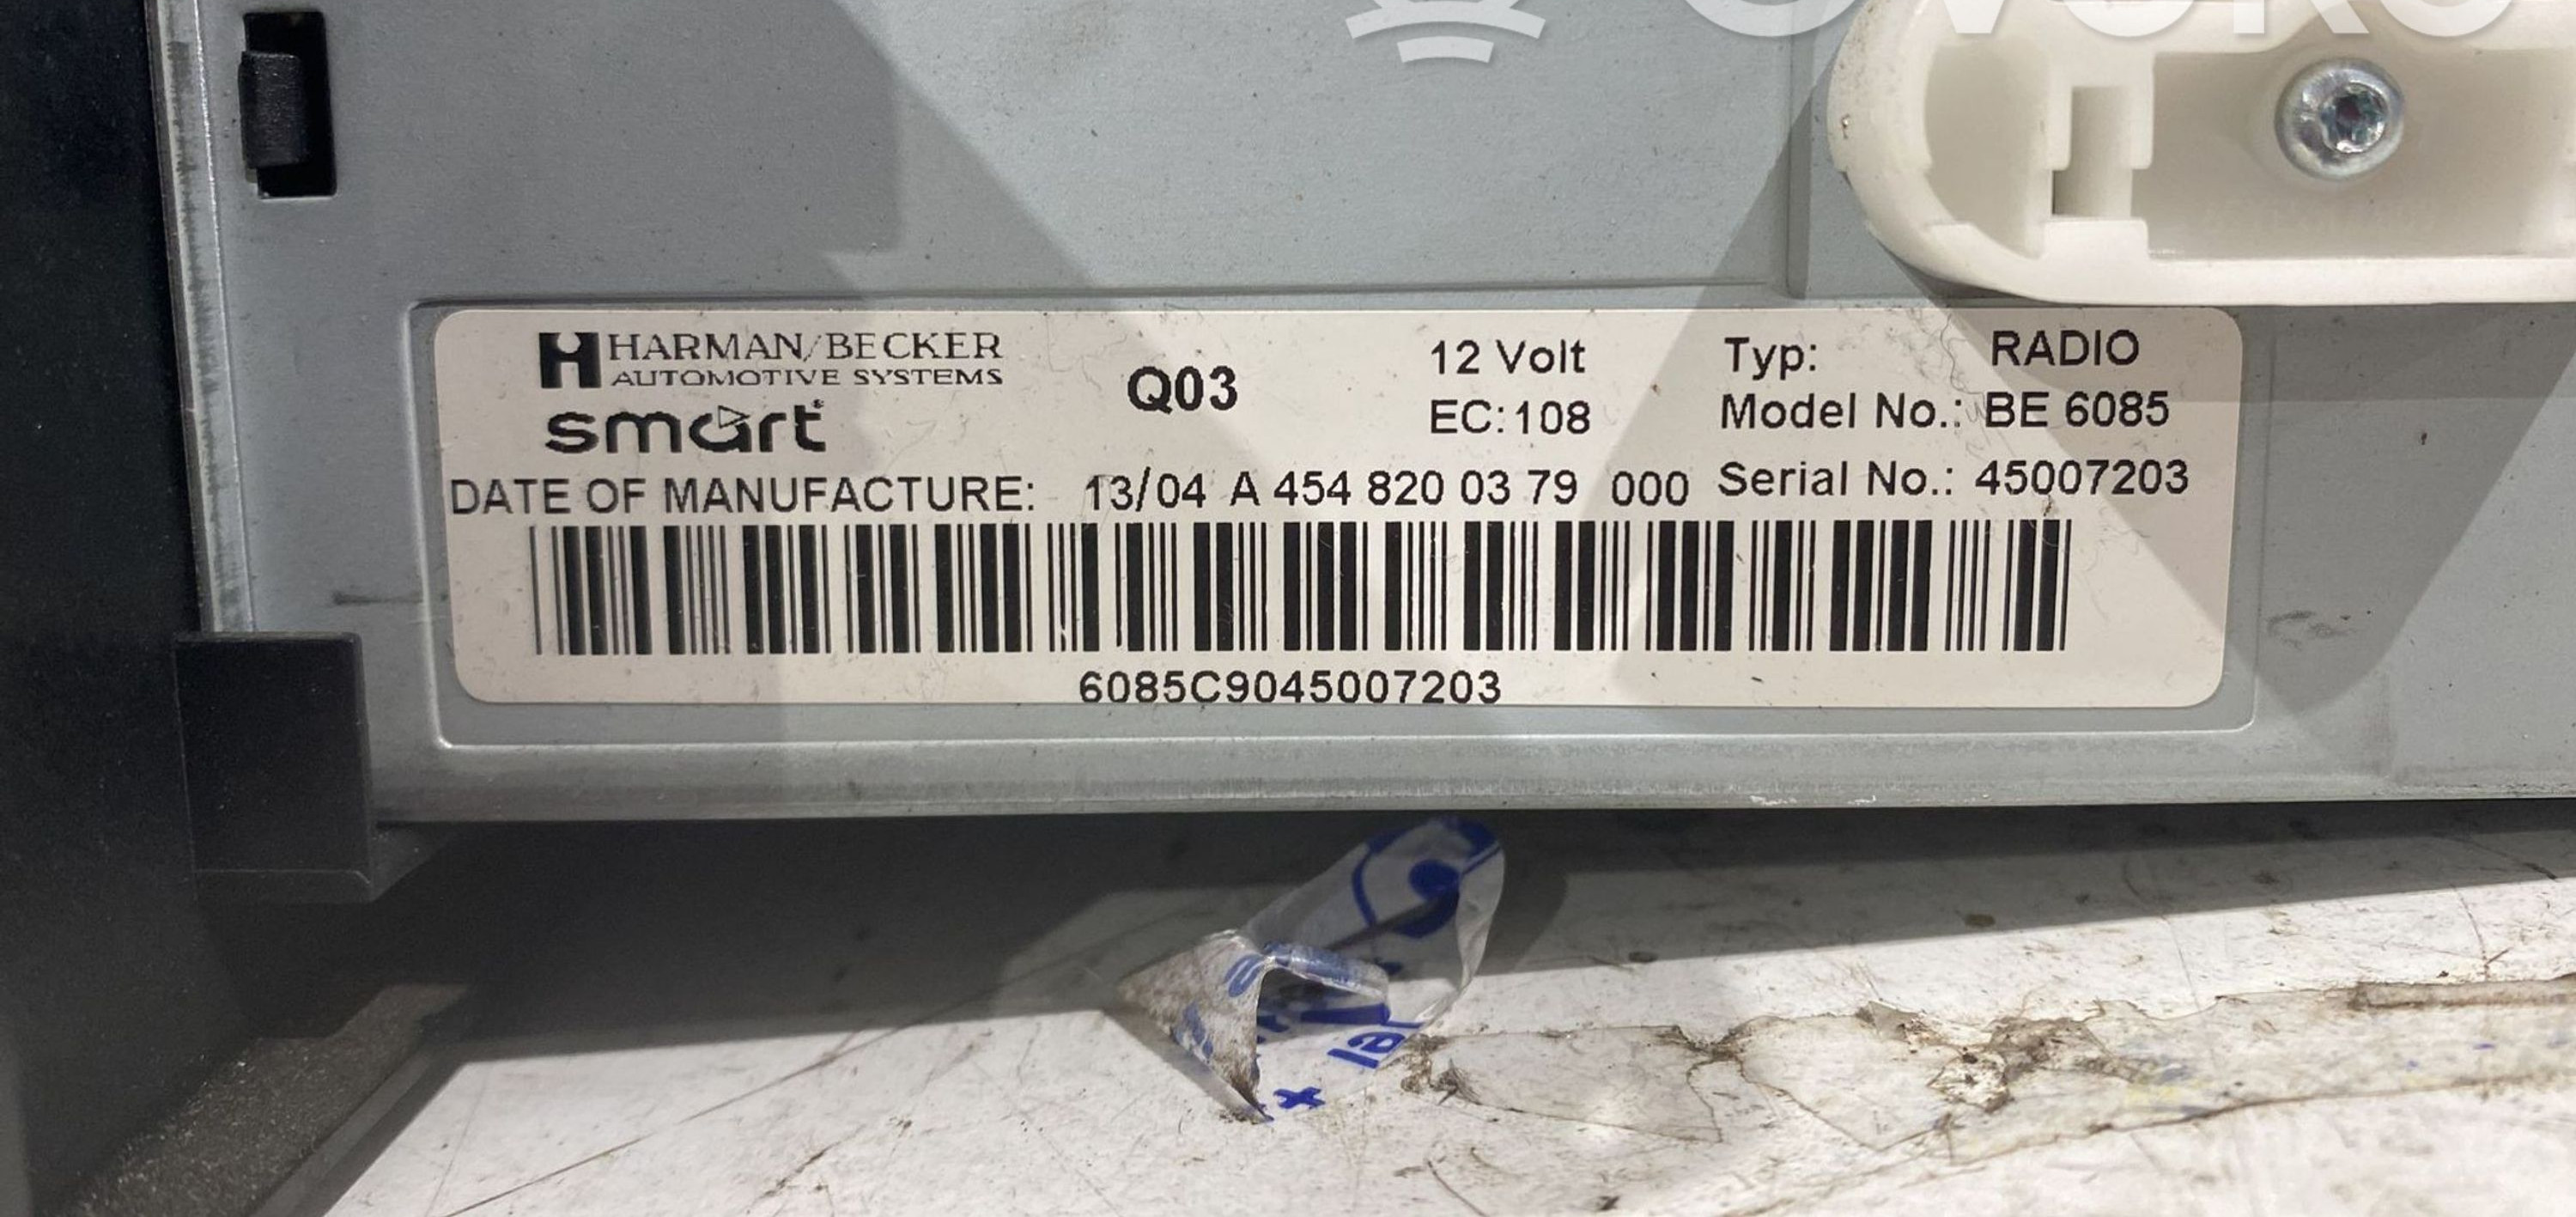 HARMAN/BECKER
AUTOMOTIVE SYSTEMS
smart
Q03
12 Volt
EC:108
Typ: RADIO
Model No.: BE 6085
DATE OF MANUFACTURE: 13/04 A 454 820 03 79 000 Serial No.: 45007203
6085C9045007203